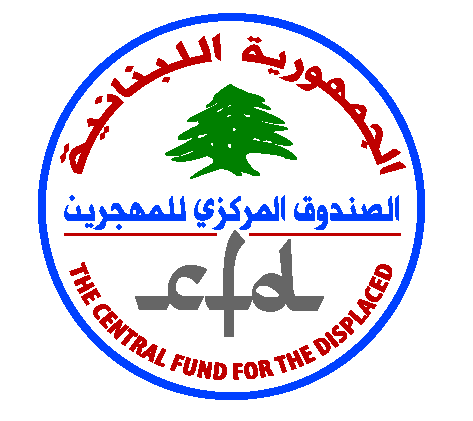 الجمهورية اللبنانية
الصندوق المركزي للمهجرين
cfd
THE CENTRAL FUND FOR THE DISPLACED